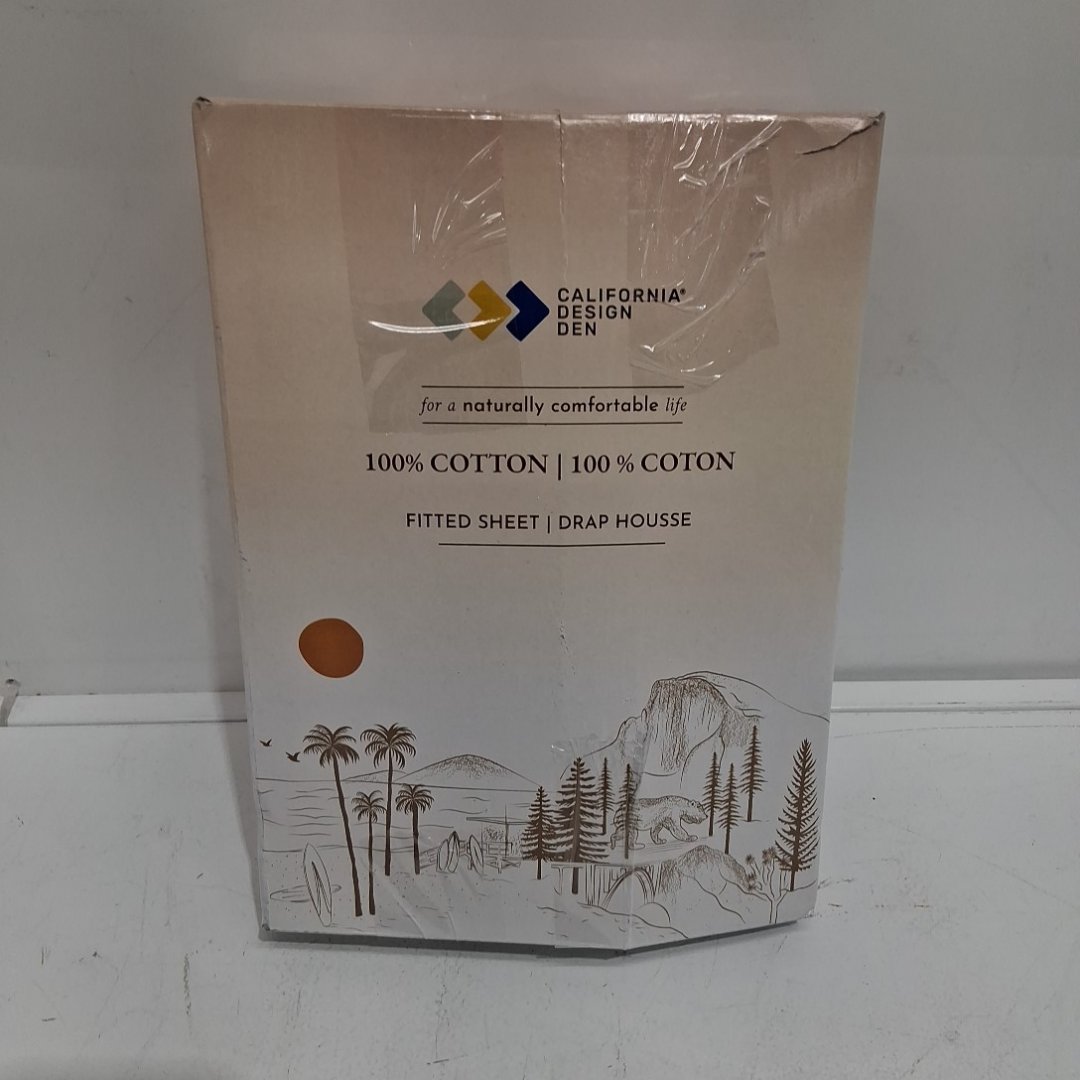 CALIFORNIA®
DESIGN
DEN
for a naturally comfortable life
100% COTTON | 100 % COTON
FITTED SHEET | DRAP HOUSSE